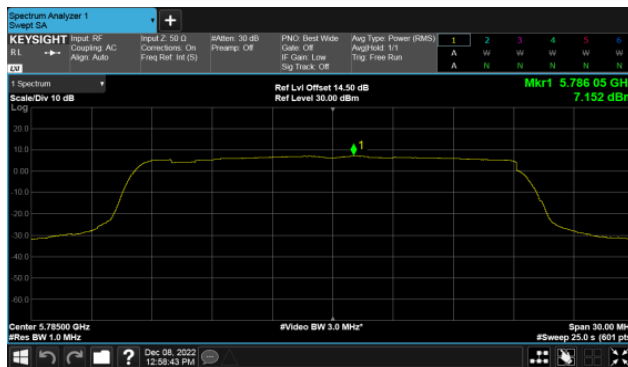 Spectrum Analyzer 1
Swept SA
+
KEYSIGHT Input: RF Input Z: 50 Ω #Atten: 30 dB PNO: Best Wide Avg Type: Power (RMS) 1 2 3 4 5 6
RL Coupling: AC Corrections: On Preamp: Off Gate: Off Avg|Hold: 1/1 A W W W W W
Align: Auto Freq Ref: Int (S) IF Gain: Low Trig: Free Run
Sig Track: Off A N N N N N
1 Spectrum Ref Lvl Offset 14.50 dB Mkr1 5.786 05 GH
Scale/Div 10 dB Ref Level 30.00 dBm 7.152 dBr
Log
20.0
10.0 1
0.00
-10.0
-20.0
-30.0
-40.0
-50.0
-60.0
Center 5.78500 GHz #Video BW 3.0 MHz* Span 30.00 MH
#Res BW 1.0 MHz #Sweep 25.0 s (601 pts
? Dec 08, 2022
12:58:43 PM